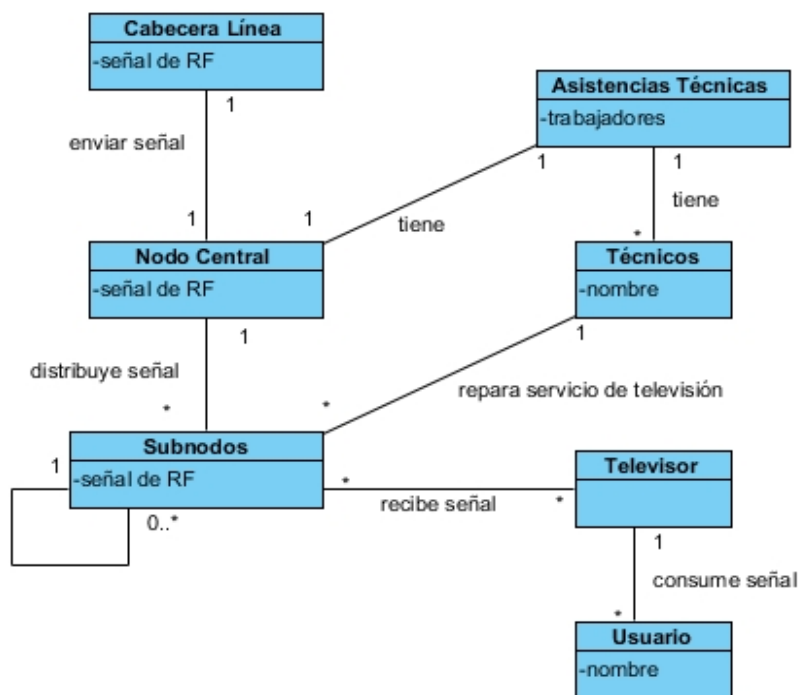 Cabecera Línea
-señal de RF
1
enviar señal
1
Asistencias Técnicas
-trabajadores
1
1
tiene
1
tiene
*
Nodo Central
-señal de RF
1
Técnicos
-nombre
1
distribuye señal
*
*
repara servicio de televisión
Subnodos
-señal de RF
1
0..*
*
recibe señal
*
Televisor
1
consume señal
*
Usuario
-nombre